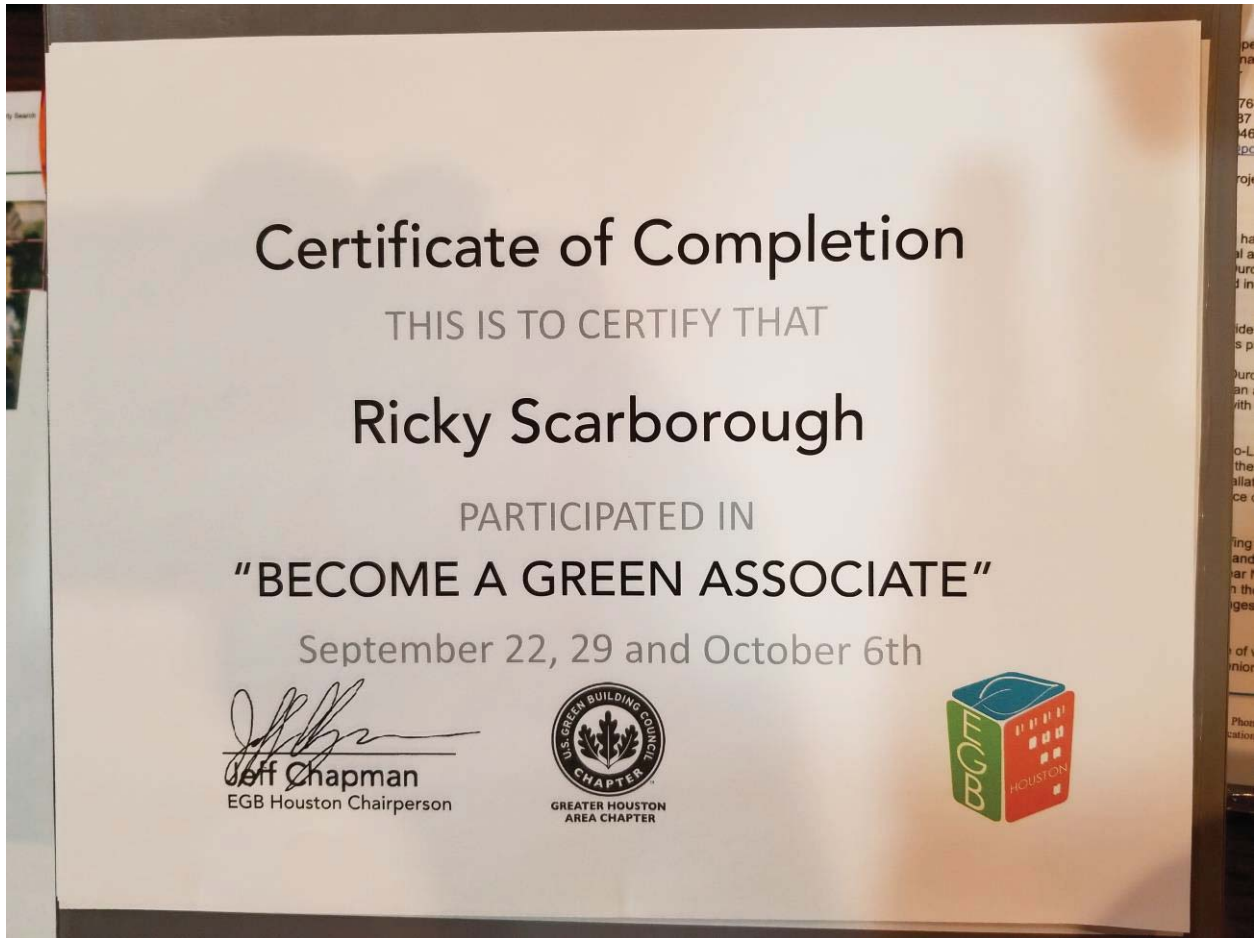 Certificate of Completion
THIS IS TO CERTIFY THAT
Ricky Scarborough
PARTICIPATED IN
"BECOME A GREEN ASSOCIATE"
September 22, 29 and October 6th
Jeff Chapman
EGB Houston Chairperson
U.S. GREEN BUILDING COUNCIL
CHAPTER
GREATER HOUSTON
AREA CHAPTER
EGB
HOUSTON
Search